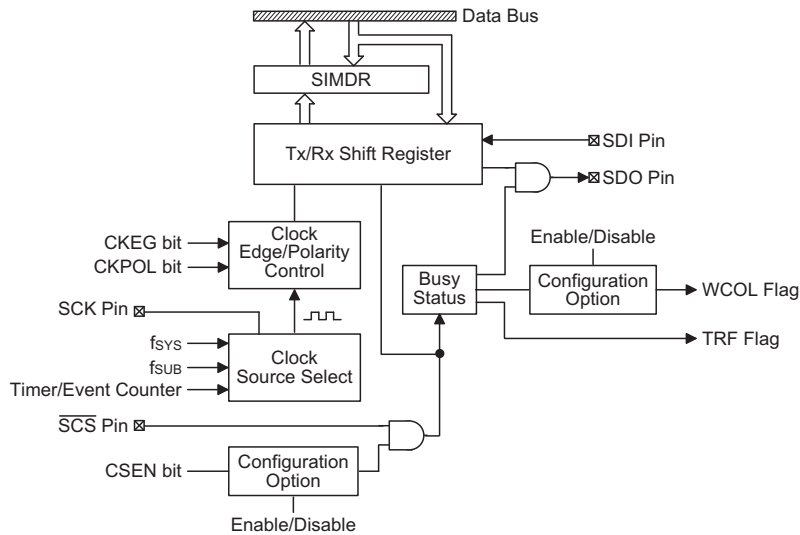 Data Bus
SIMDR
Tx/Rx Shift Register
SDI Pin
SDO Pin
CKEG bit
CKPOL bit
Clock
Edge/Polarity
Control
Enable/Disable
Busy
Status
Configuration
Option
WCOL Flag
SCK Pin
fSYS
fSUB
Timer/Event Counter
Clock
Source Select
TRF Flag
SCS Pin
CSEN bit
Configuration
Option
Enable/Disable